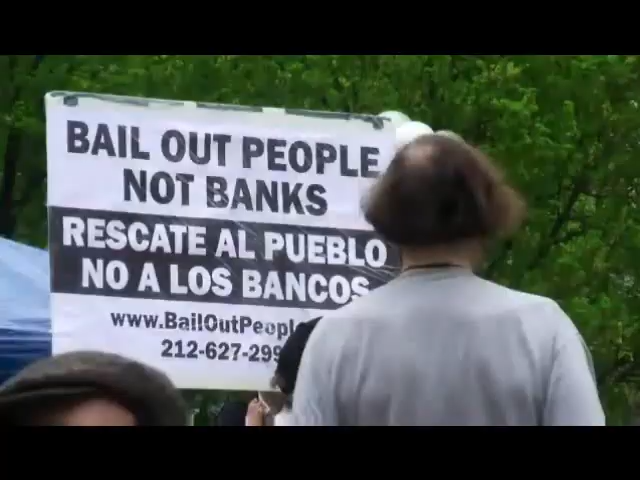 BAIL OUT PEOPLE
NOT BANKS
RESCATE AL PUEBLO
NO A LOS BANCOS
www.BailOutPeopl
212-627-299